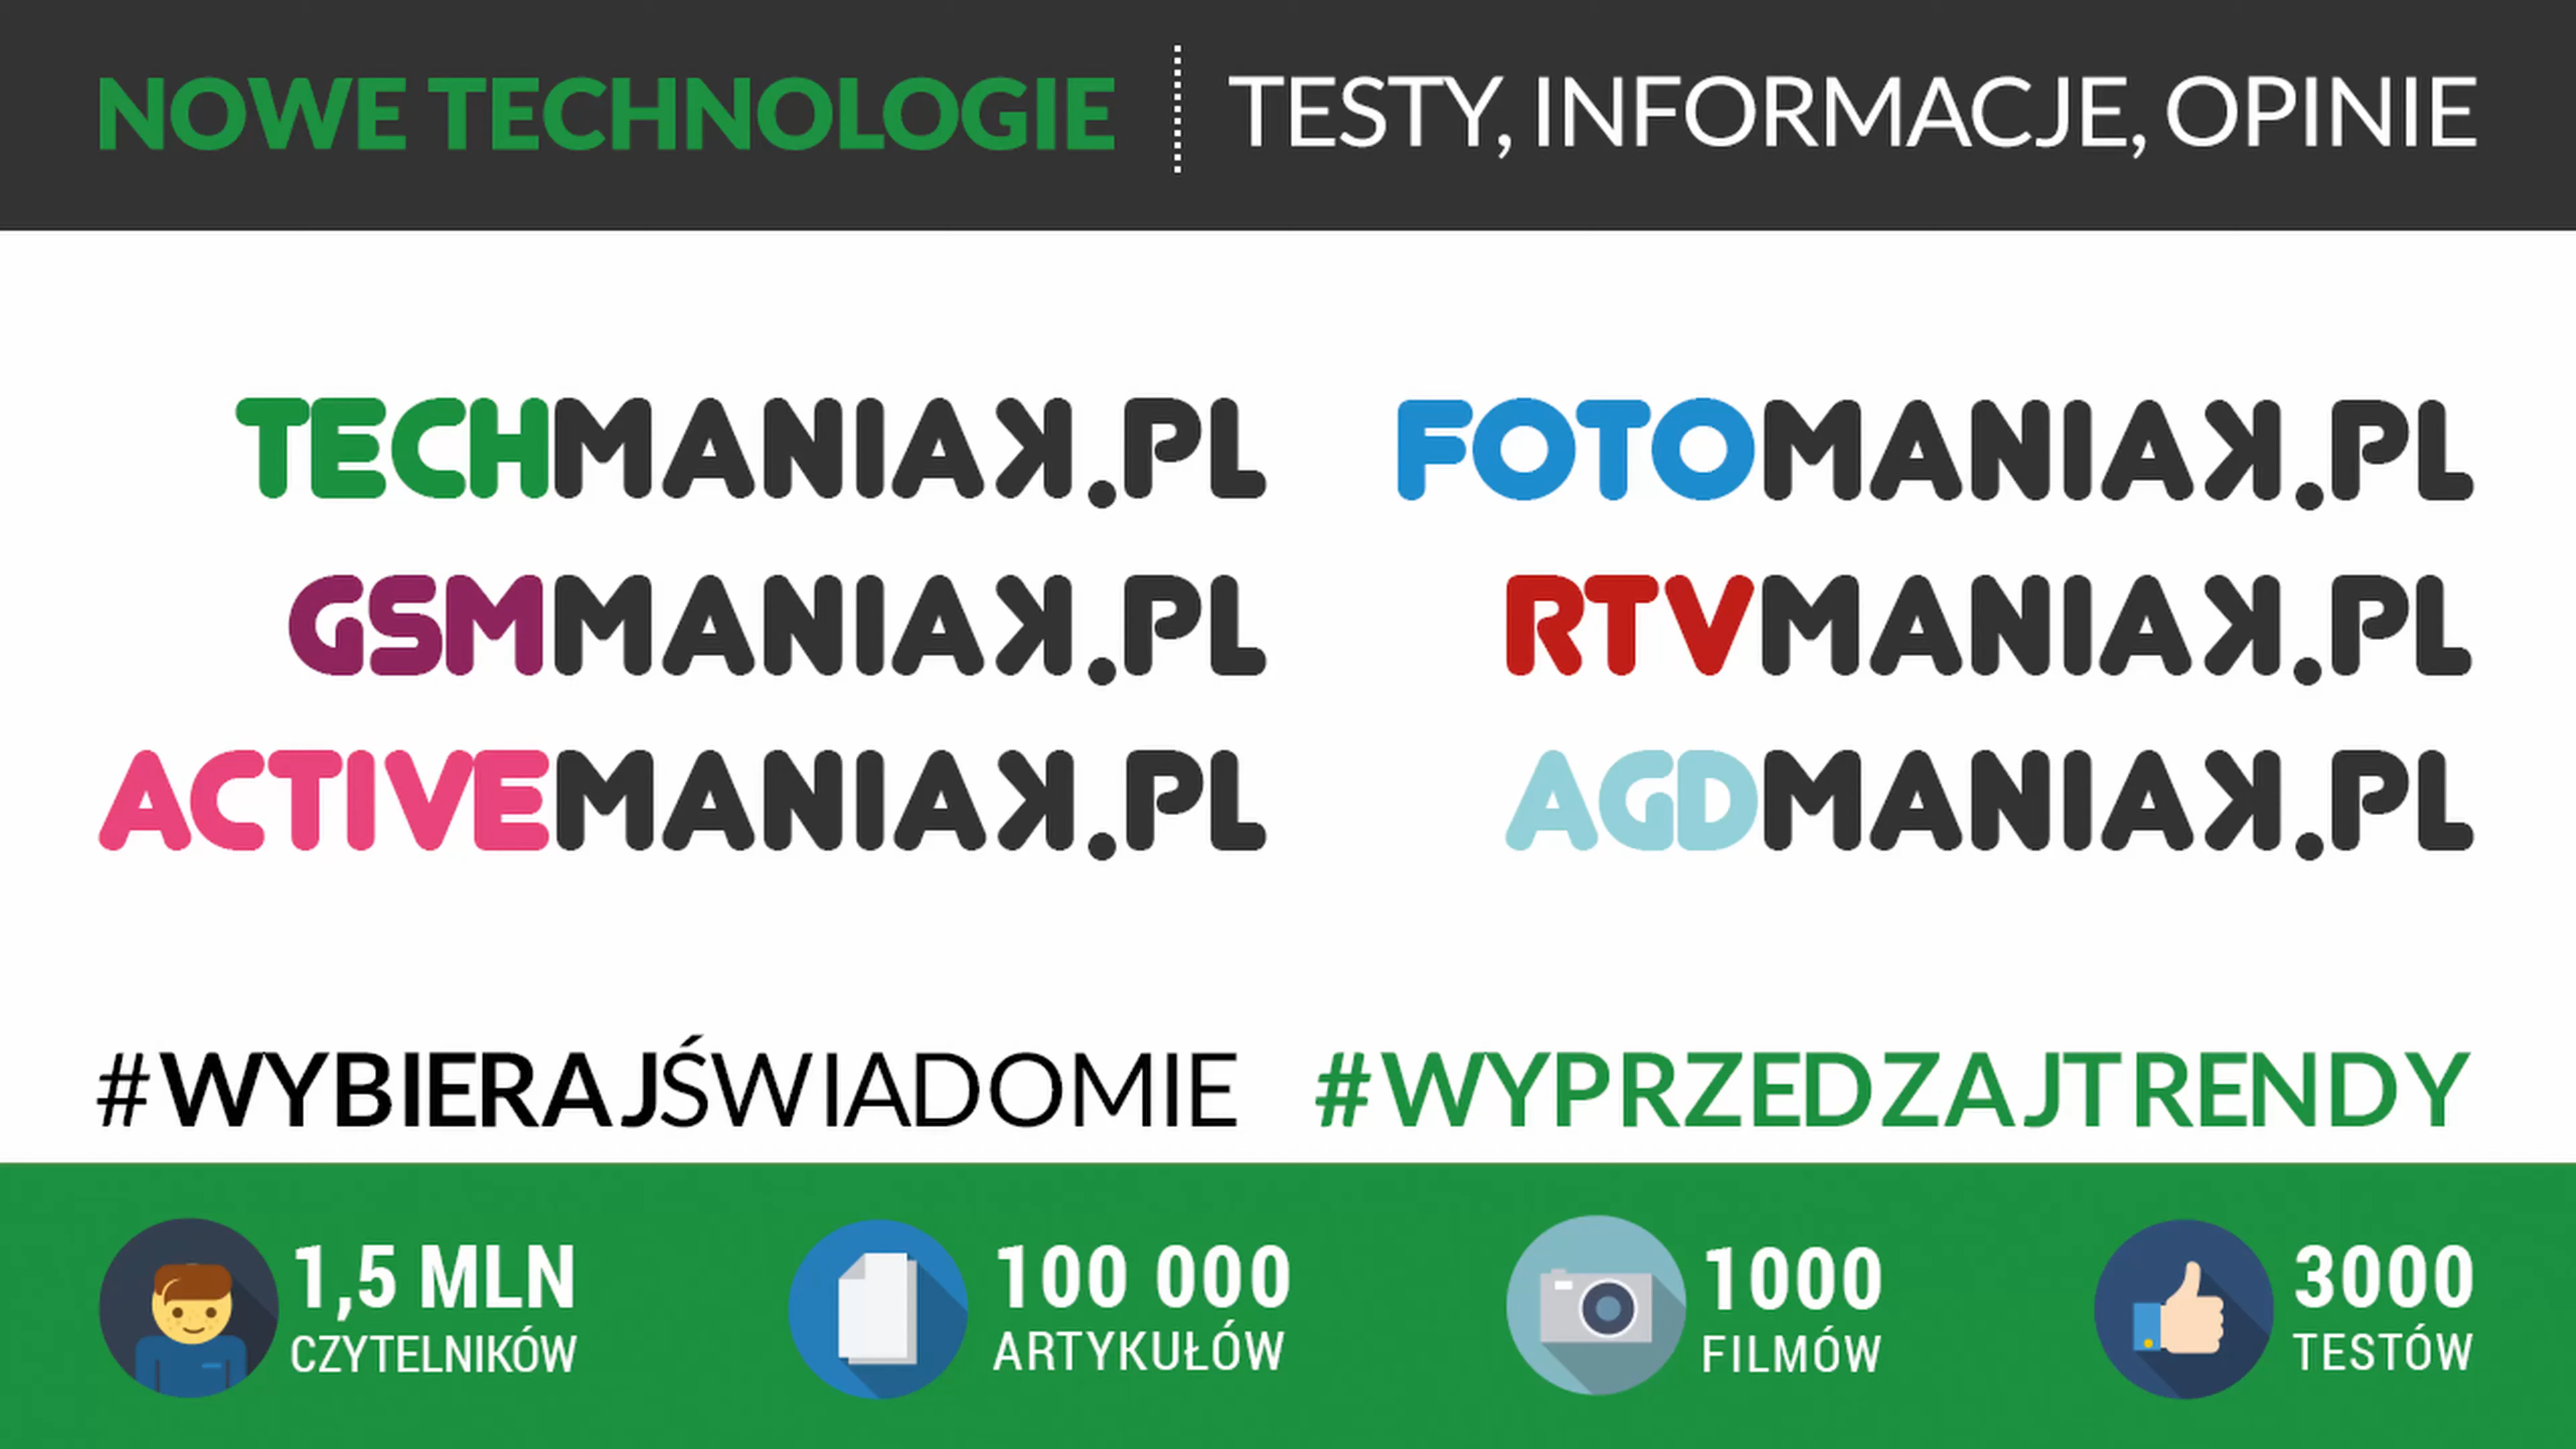 NOWE TECHNOLOGIE TESTY, INFORMACJE, OPINIE
TECHMANIAK.PL FOTOMANIAK.PL
GSMMANIAK.PL RTVMANIAK.PL
ACTIVEMANIAK.PL AGDMANIAK.PL
#WYBIERAJŚWIADOMIE #WYPRZEDZAJTRENDY
1,5 MLN 100 000 1000 3000
CZYTELNIKÓW ARTYKUŁÓW FILMÓW TESTÓW